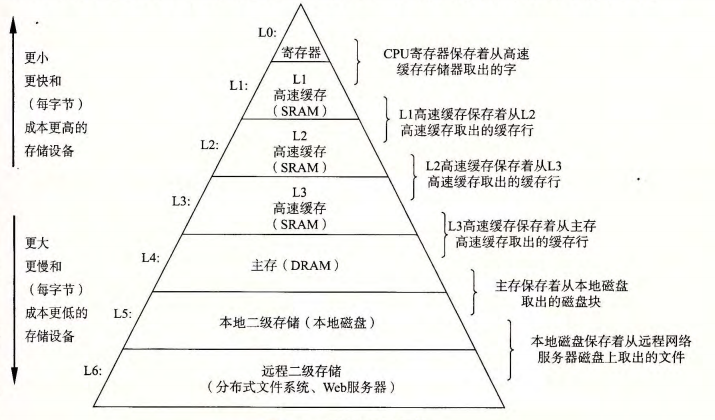 L0:
寄存器
CPU寄存器保存着从高速
缓存存储器取出的字
更小
更快和
（每字节）
成本更高的
存储设备
L1:
L1
高速缓存
（SRAM）
L1高速缓存保存着从L2
高速缓存取出的缓存行
L2:
L2
高速缓存
（SRAM）
L2高速缓存保存着从L3
高速缓存取出的缓存行
L3:
L3
高速缓存
（SRAM）
L3高速缓存保存着从主存
高速缓存取出的缓存行
更大
更慢和
（每字节）
成本更低的
存储设备
L4:
主存（DRAM）
主存保存着从本地磁盘
取出的磁盘块
L5:
本地二级存储（本地磁盘）
本地磁盘保存着从远程网络
服务器磁盘上取出的文件
L6:
远程二级存储
（分布式文件系统、Web服务器）